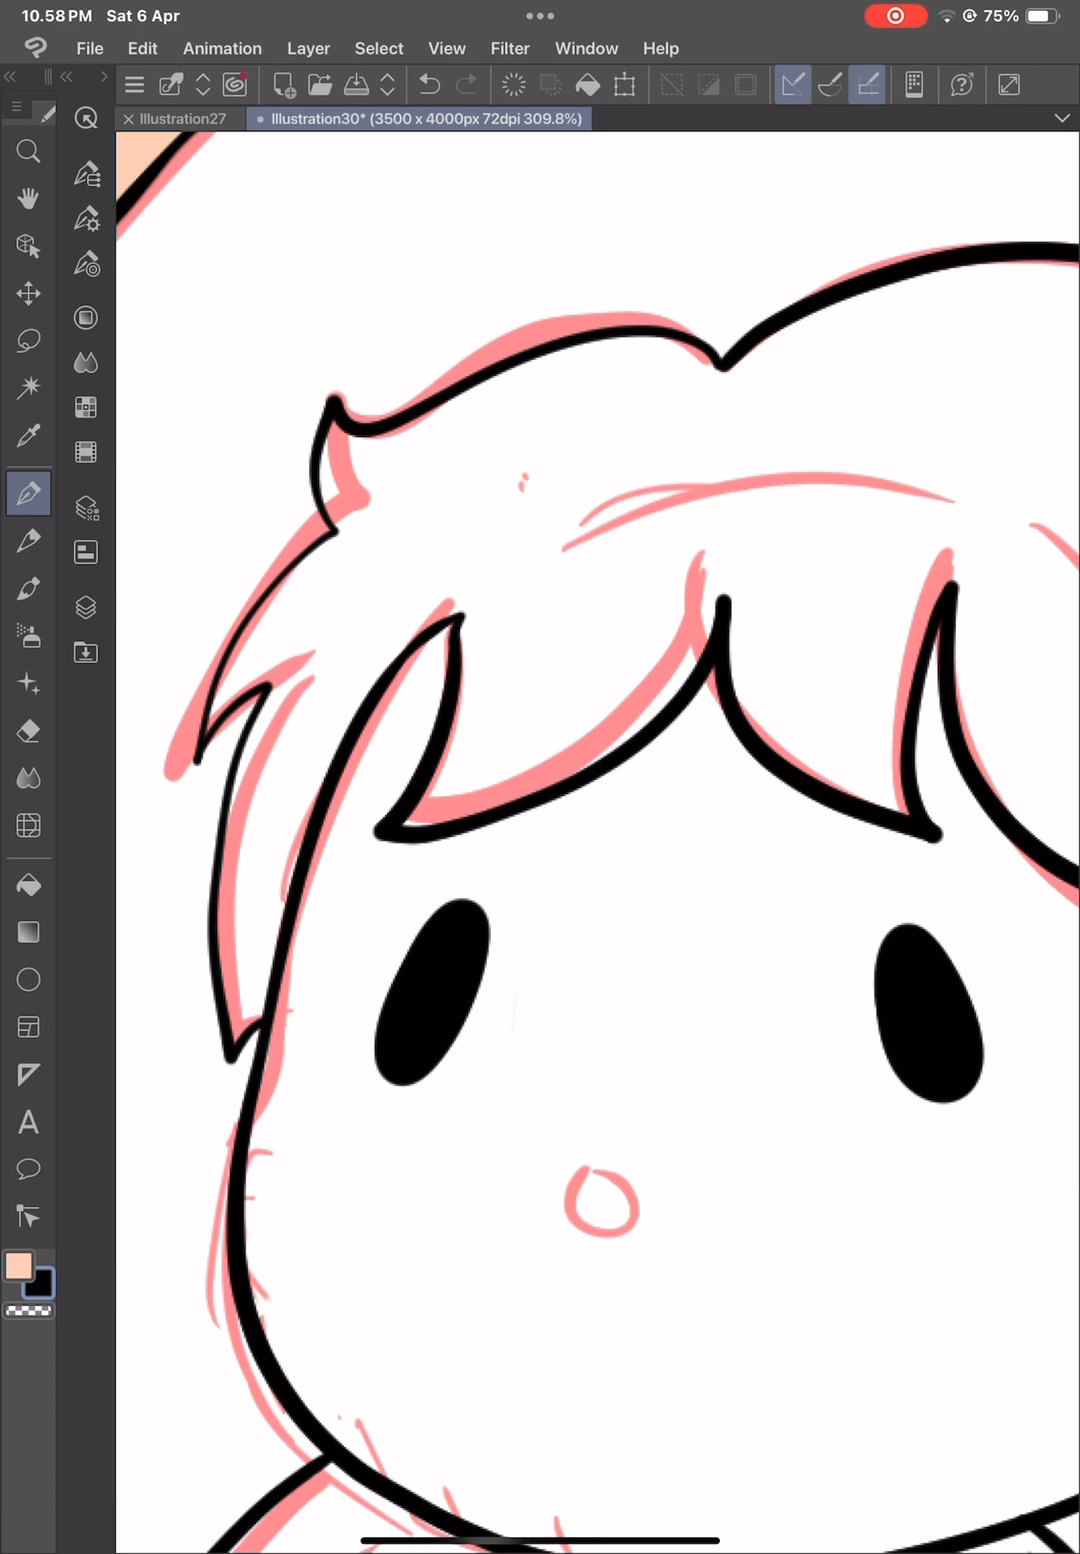 10.58 PM Sat 6 Apr 75%
File Edit Animation Layer Select View Filter Window Help
Illustration27 Illustration30* (3500 x 4000px 72dpi 309.8%)
A